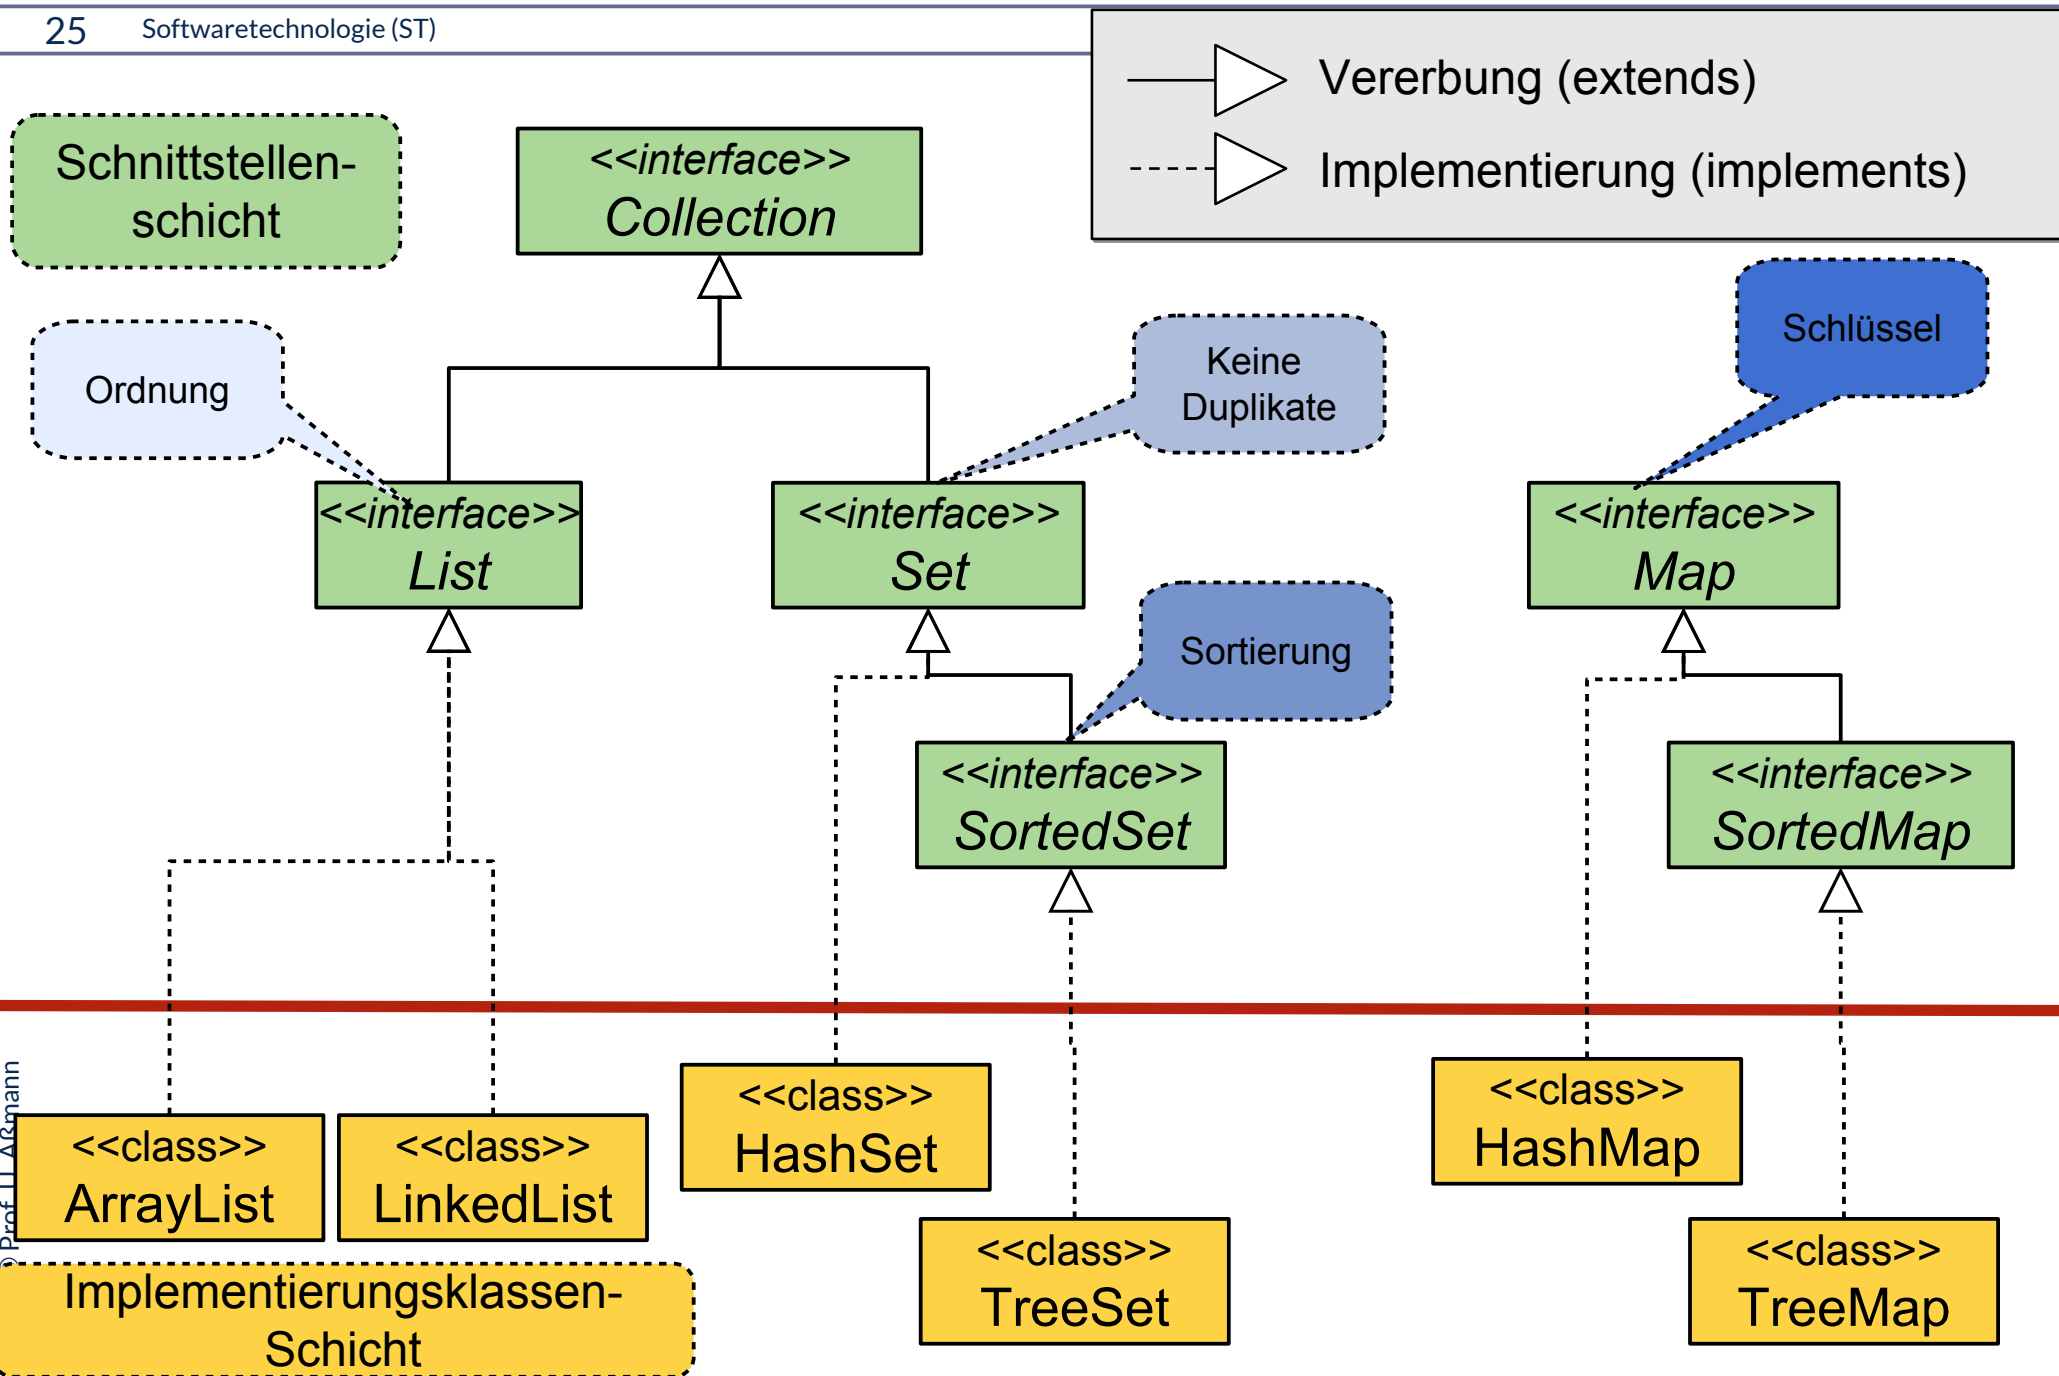 25 Softwaretechnologie (ST)
Vererbung (extends)
Implementierung (implements)
Schnittstellen-
schicht
<<interface>>
Collection
Schlüssel
Ordnung
Keine
Duplikate
<<interface>>
List
<<interface>>
Set
<<interface>>
Map
Sortierung
<<interface>>
SortedSet
<<interface>>
SortedMap
<<class>>
ArrayList
<<class>>
LinkedList
<<class>>
HashSet
<<class>>
HashMap
<<class>>
TreeSet
<<class>>
TreeMap
Implementierungsklassen-
Schicht
© Prof. U. Aßmann